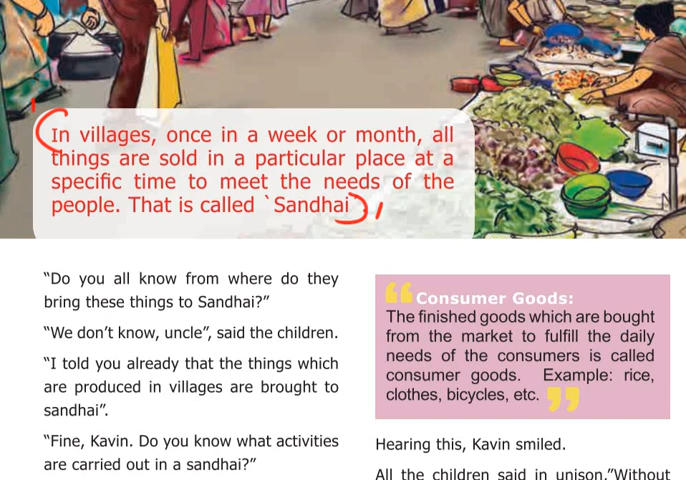 In villages, once in a week or month, all
things are sold in a particular place at a
specific time to meet the needs of the
people. That is called `Sandhai
“Do you all know from where do they
bring these things to Sandhai?”
“We don’t know, uncle”, said the children.
“I told you already that the things which
are produced in villages are brought to
sandhai”.
“Fine, Kavin. Do you know what activities
are carried out in a sandhai?”
Consumer Goods:
The finished goods which are bought
from the market to fulfill the daily
needs of the consumers is called
consumer goods. Example: rice,
clothes, bicycles, etc.
Hearing this, Kavin smiled.
All the children said in unison,”Without